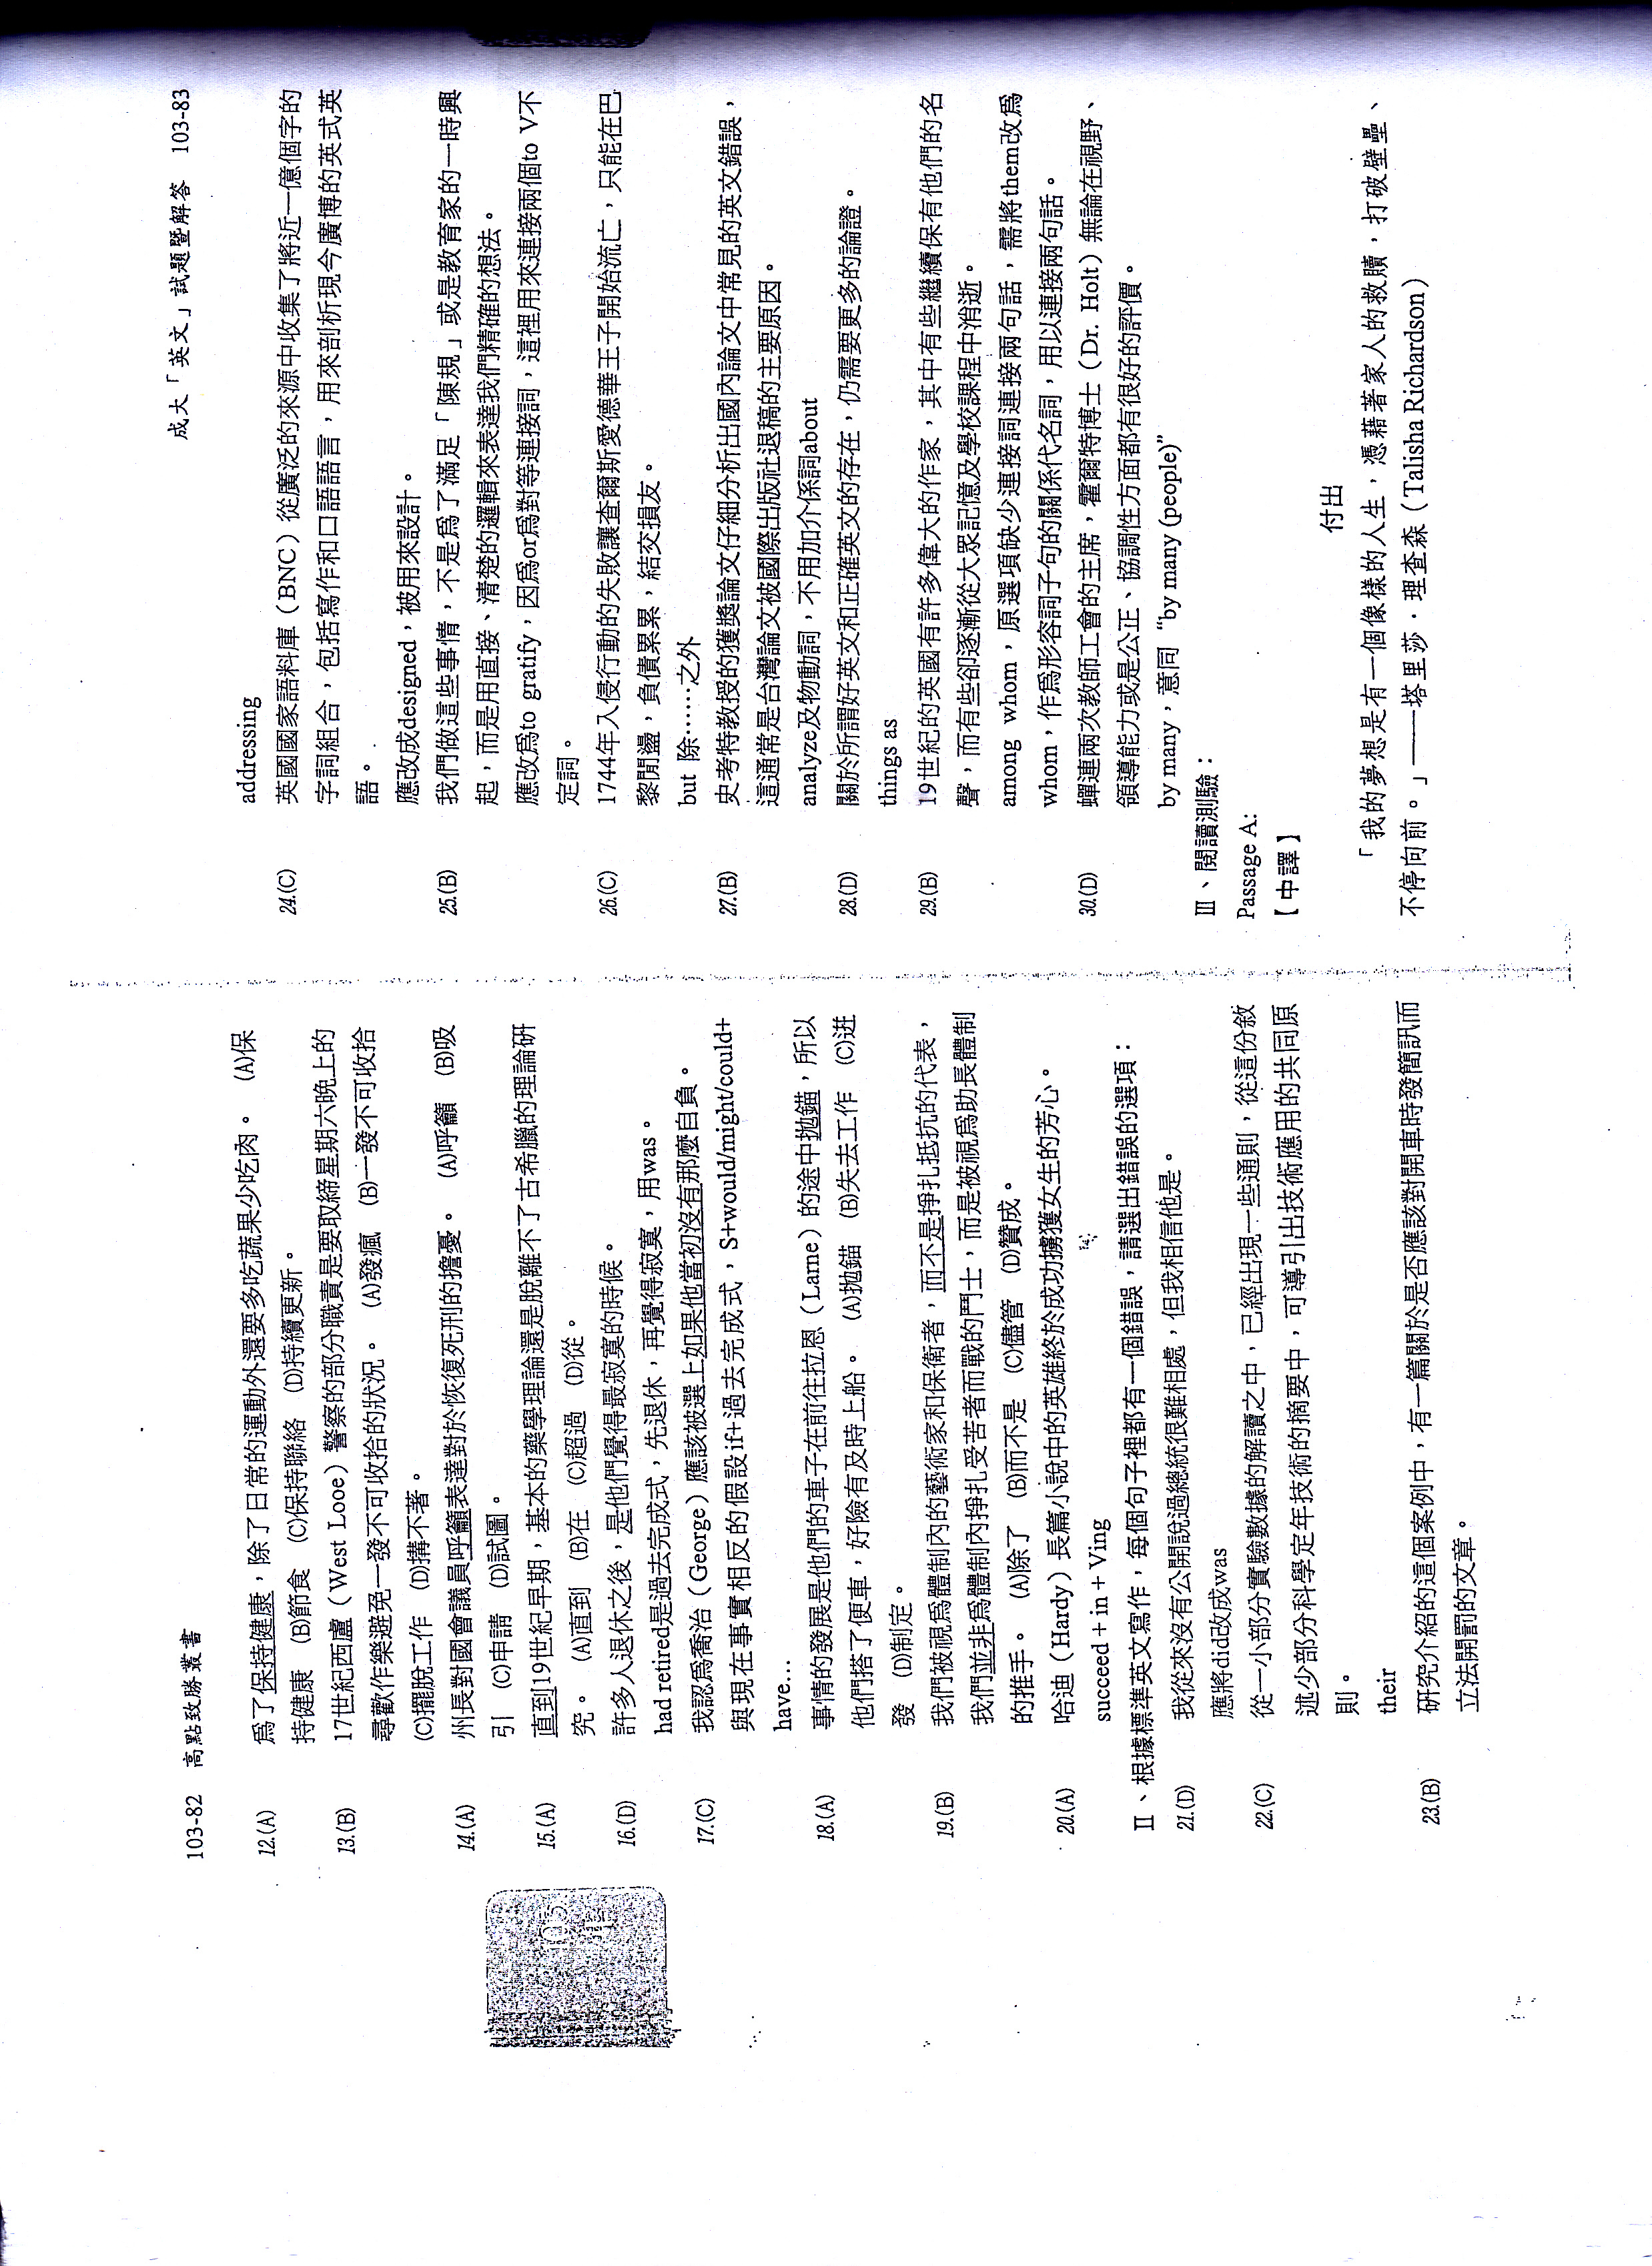 103-82 高點致勝叢書
12.(A) 為了保持健康，除了日常的運動外還要多吃蔬果少吃肉。 (A)保
持健康 (B)節食 (C)保持聯絡 (D)持續更新。
13.(B) 17世紀西盧（West Looe）警察的部分職責是要取締星期六晚上的
尋歡作樂避免一發不可收拾的狀況。 (A)發瘋 (B)一發不可收拾
(C)擺脫工作 (D)搆不著。
14.(A) 州長對國會議員呼籲表達對於恢復死刑的擔憂。 (A)呼籲 (B)吸
引 (C)申請 (D)試圖。
15.(A) 直到19世紀早期，基本的藥學理論還是脫離不了古希臘的理論研
究。 (A)直到 (B)在 (C)超過 (D)從。
16.(D) 許多人退休之後，是他們覺得最寂寞的時候。
had retired是過去完成式，先退休，再覺得寂寞，用was。
17.(C) 我認為喬治（George）應該被選上如果他當初沒有那麼自負。
與現在事實相反的假設if+過去完成式，S+would/might/could+
have…
18.(A) 事情的發展是他們的車子在前往拉恩（Larne）的途中拋錨，所以
他們搭了便車，好險有及時上船。 (A)拋錨 (B)失去工作 (C)迸
發 (D)制定。
19.(B) 我們被視為體制內的藝術家和保衛者，而不是掙扎抵抗的代表，
我們並非為體制內掙扎受苦者而戰的鬥士，而是被視為助長體制
的推手。 (A)除了 (B)而不是 (C)儘管 (D)贊成。
20.(A) 哈迪（Hardy）長篇小說中的英雄終於成功擄獲女生的芳心。
succeed + in + Ving
Ⅱ、根據標準英文寫作，每個句子裡都有一個錯誤，請選出錯誤的選項：
21.(D) 我從來沒有公開說過總統很難相處，但我相信他是。
應將did改成was
22.(C) 從一小部分實驗數據的解讀之中，已經出現一些通則，從這份敘
述少部分科學定年技術的摘要中，可導引出技術應用的共同原
則。
their
23.(B) 研究介紹的這個案例中，有一篇關於是否應該對開車時發簡訊而
立法開罰的文章。
成大「英文」試題暨解答 103-83
addressing
24.(C) 英國國家語料庫（BNC）從廣泛的來源中收集了將近一億個字的
字詞組合，包括寫作和口語語言，用來剖析現今廣博的英式英
語。
應改成designed，被用來設計。
25.(B) 我們做這些事情，不是為了滿足「陳規」或是教育家的一時興
起，而是用直接、清楚的邏輯來表達我們精確的想法。
應改為to gratify，因為or為對等連接詞，這裡用來連接兩個to V不
定詞。
26.(C) 1744年入侵行動的失敗讓查爾斯愛德華王子開始流亡，只能在巴
黎閒盪，負債累累，結交損友。
but 除……之外
27.(B) 史考特教授的獲獎論文仔細分析出國內論文中常見的英文錯誤，
這通常是台灣論文被國際出版社退稿的主要原因。
analyze及物動詞，不用加介係詞about
28.(D) 關於所謂好英文和正確英文的存在，仍需要更多的論證。
things as
29.(B) 19世紀的英國有許多偉大的作家，其中有些繼續保有他們的名
聲，而有些卻逐漸從大眾記憶及學校課程中消逝。
among whom，原選項缺少連接詞連接兩句話，需將them改為
whom，作為形容詞子句的關係代名詞，用以連接兩句話。
30.(D) 蟬連兩次教師工會的主席，霍爾特博士（Dr. Holt）無論在視野、
領導能力或是公正、協調性方面都有很好的評價。
by many，意同 “by many (people)”
Ⅲ、閱讀測驗：
Passage A:
【中譯】
付出
「我的夢想是有一個像樣的人生，憑藉著家人的救贖，打破壁壘、
不停向前。」——塔里莎．理查森（Talisha Richardson）